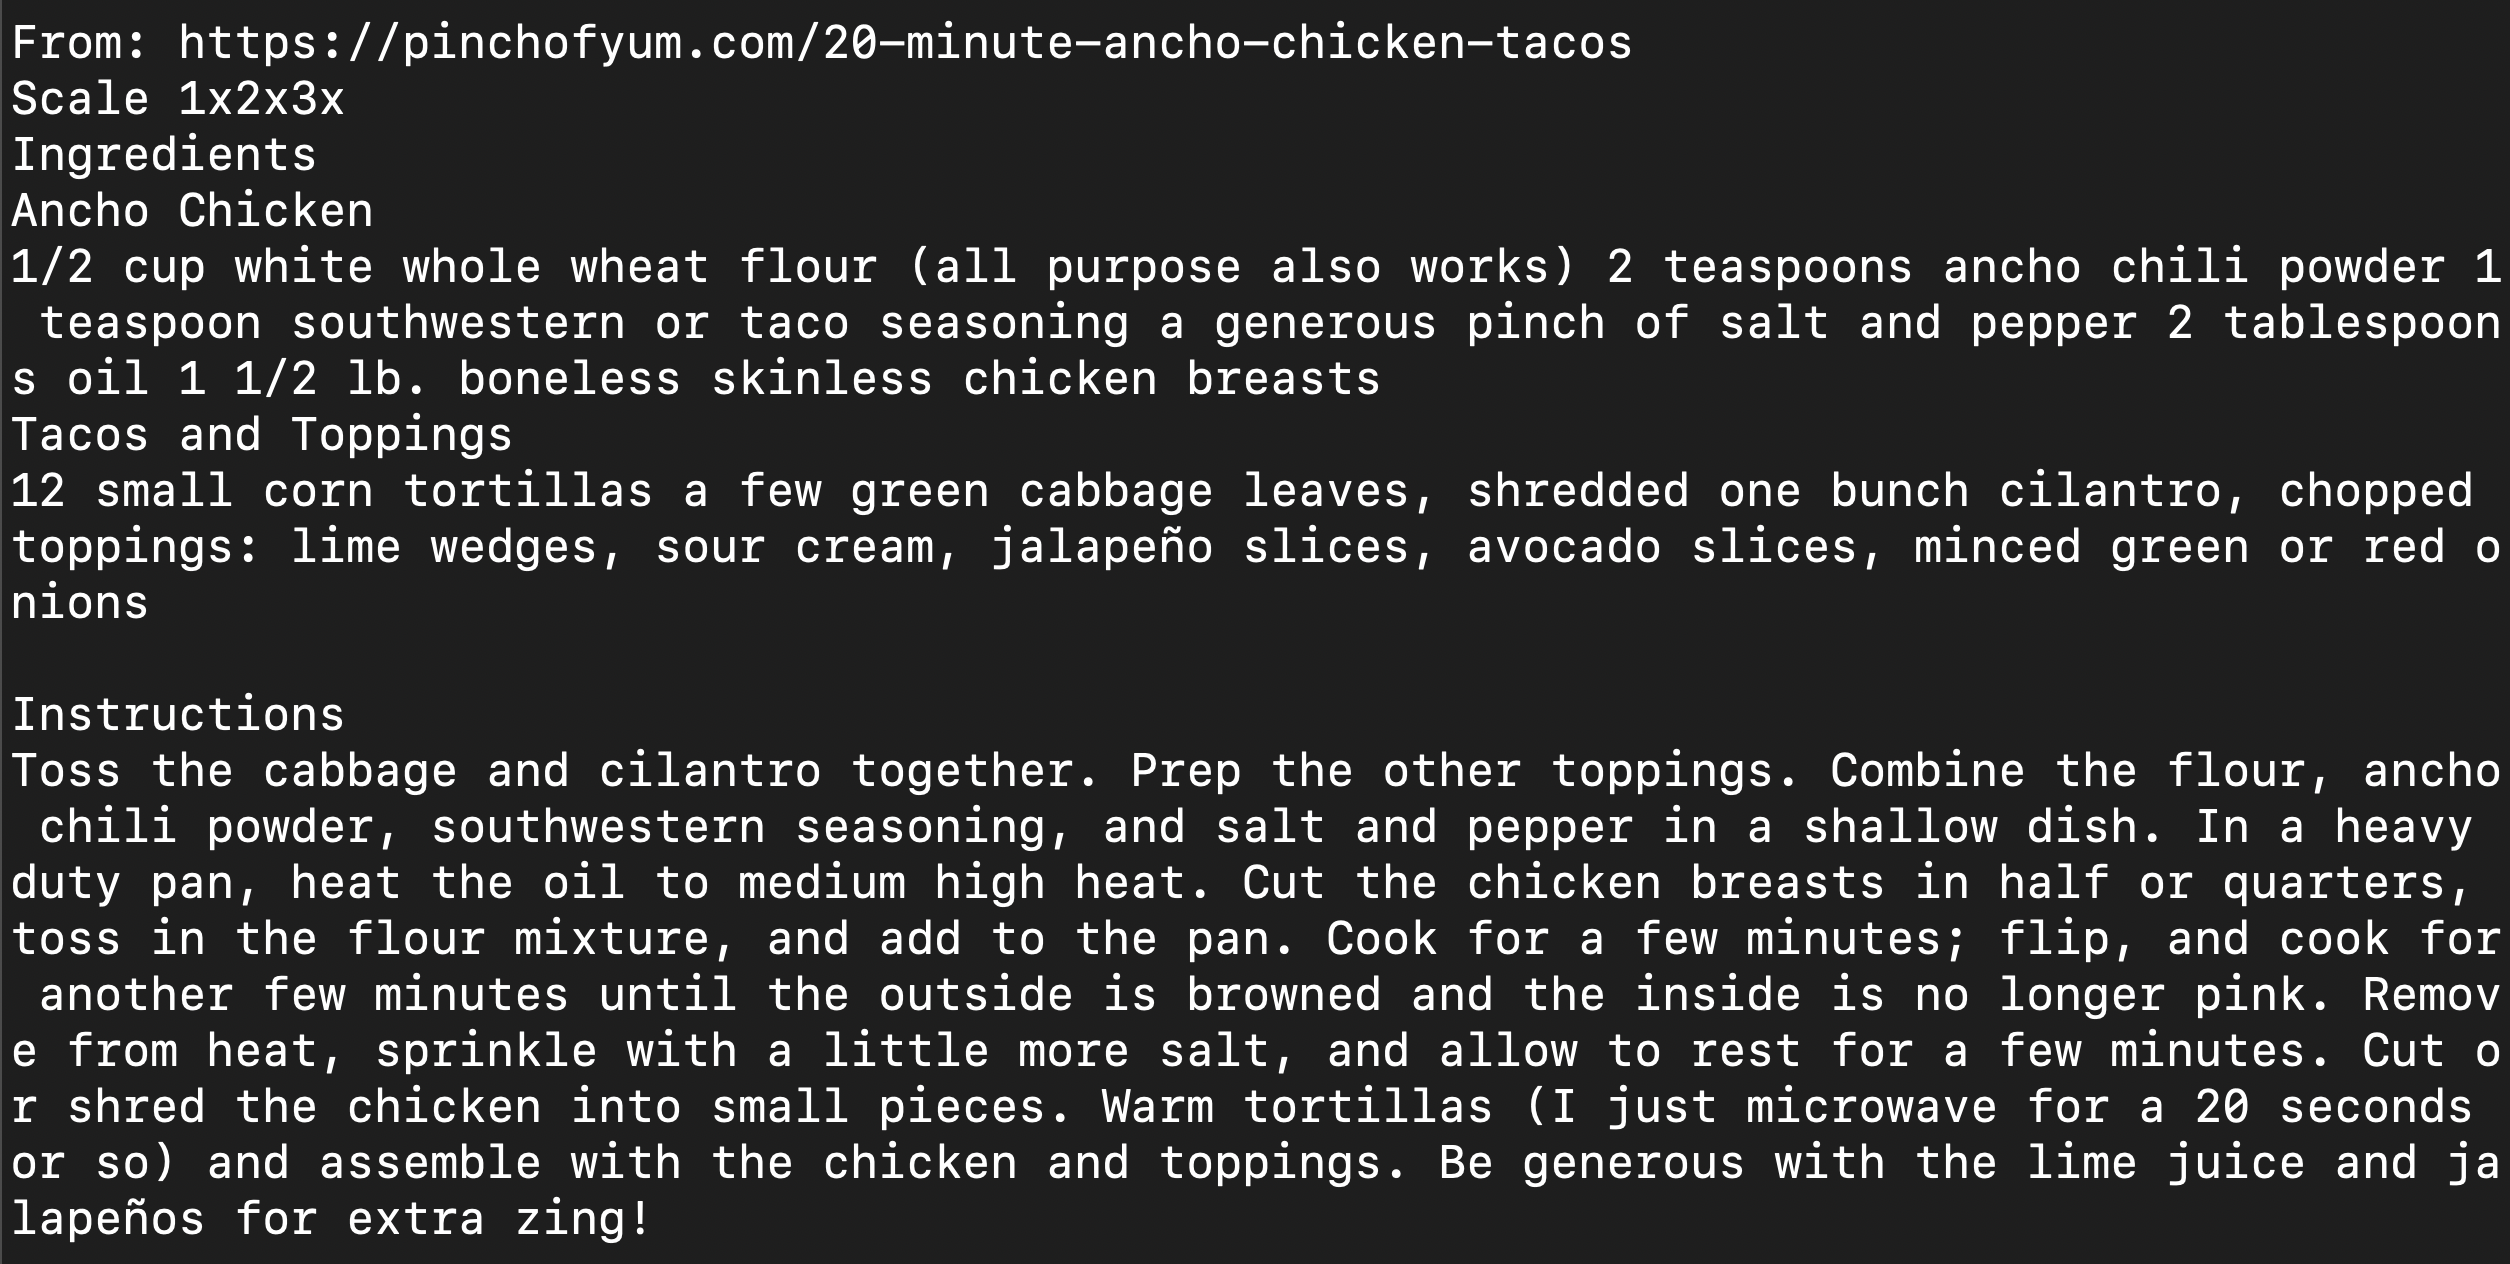 From: https://pinchofyum.com/20-minute-ancho-chicken-tacos
Scale 1x2x3x
Ingredients
Ancho Chicken
1/2 cup white whole wheat flour (all purpose also works) 2 teaspoons ancho chili powder 1
 teaspoon southwestern or taco seasoning a generous pinch of salt and pepper 2 tablespoon
s oil 1 1/2 lb. boneless skinless chicken breasts
Tacos and Toppings
12 small corn tortillas a few green cabbage leaves, shredded one bunch cilantro, chopped
toppings: lime wedges, sour cream, jalapeño slices, avocado slices, minced green or red o
nions

Instructions
Toss the cabbage and cilantro together. Prep the other toppings. Combine the flour, ancho
 chili powder, southwestern seasoning, and salt and pepper in a shallow dish. In a heavy
duty pan, heat the oil to medium high heat. Cut the chicken breasts in half or quarters,
toss in the flour mixture, and add to the pan. Cook for a few minutes; flip, and cook for
 another few minutes until the outside is browned and the inside is no longer pink. Remov
e from heat, sprinkle with a little more salt, and allow to rest for a few minutes. Cut o
r shred the chicken into small pieces. Warm tortillas (I just microwave for a 20 seconds
or so) and assemble with the chicken and toppings. Be generous with the lime juice and ja
lapeños for extra zing!